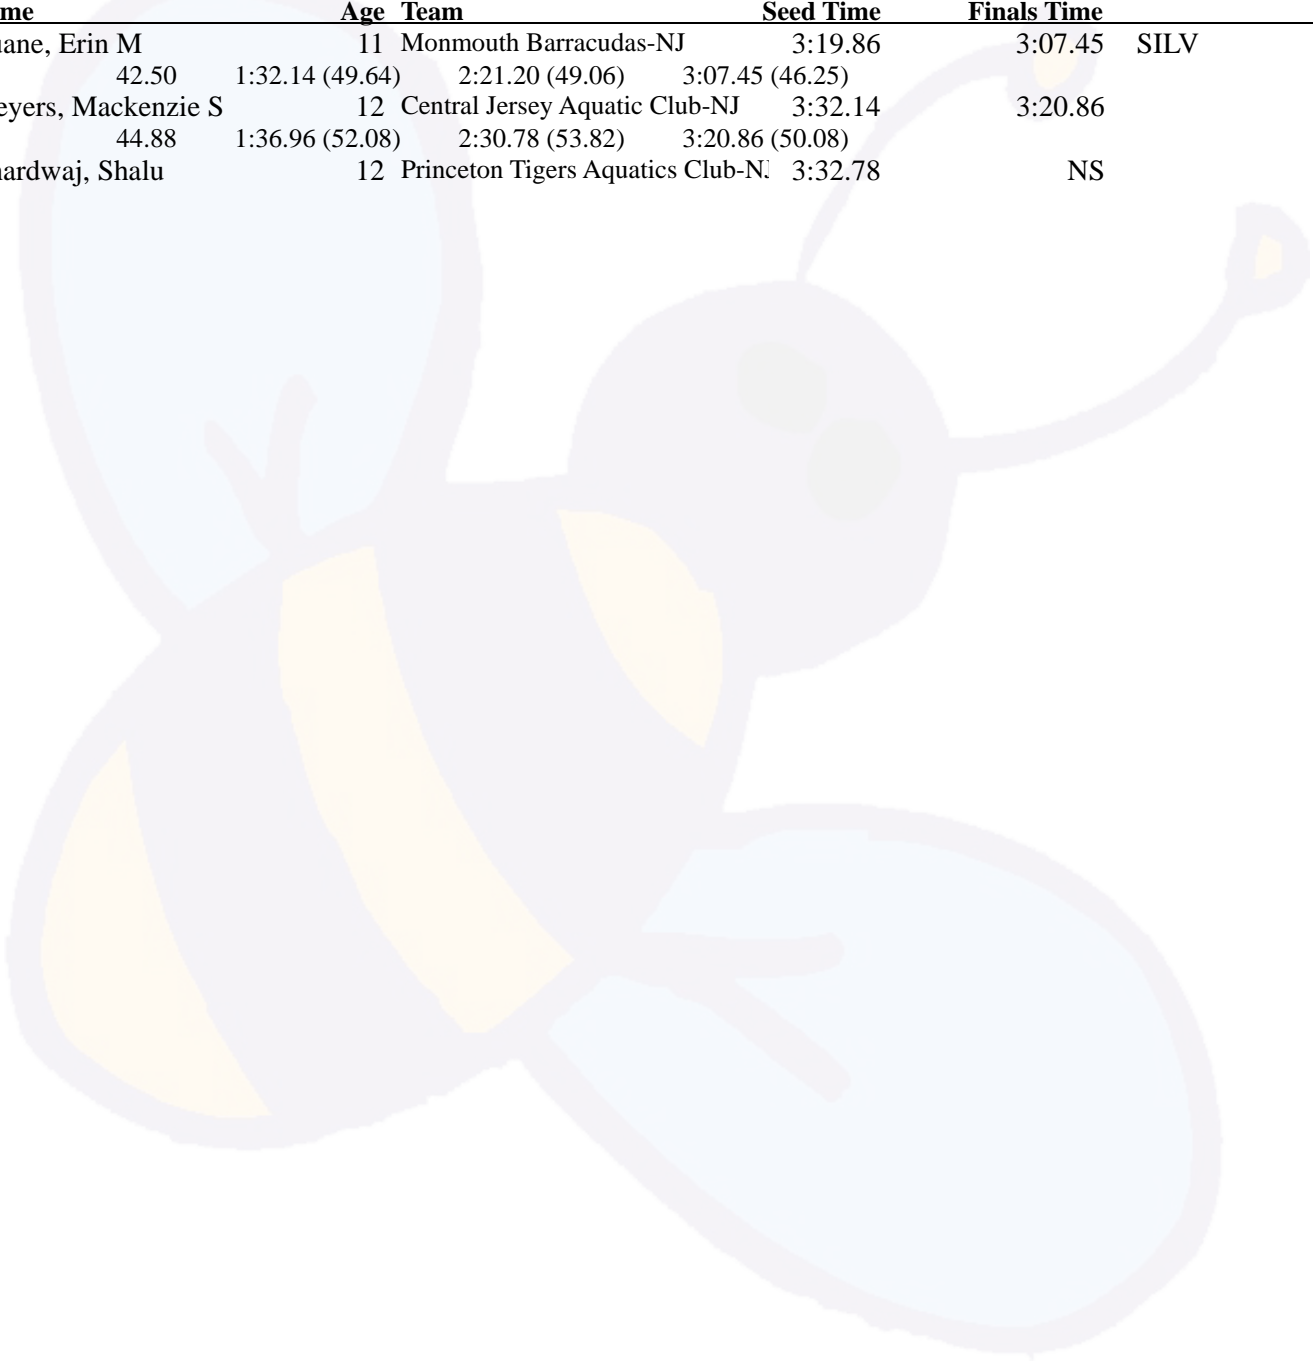 me Age Team Seed Time Finals Time
ane, Erin M 11 Monmouth Barracudas-NJ 3:19.86 3:07.45 SILV
42.50 1:32.14 (49.64) 2:21.20 (49.06) 3:07.45 (46.25)
eyers, Mackenzie S 12 Central Jersey Aquatic Club-NJ 3:32.14 3:20.86
44.88 1:36.96 (52.08) 2:30.78 (53.82) 3:20.86 (50.08)
ardwaj, Shalu 12 Princeton Tigers Aquatics Club-NJ 3:32.78 NS